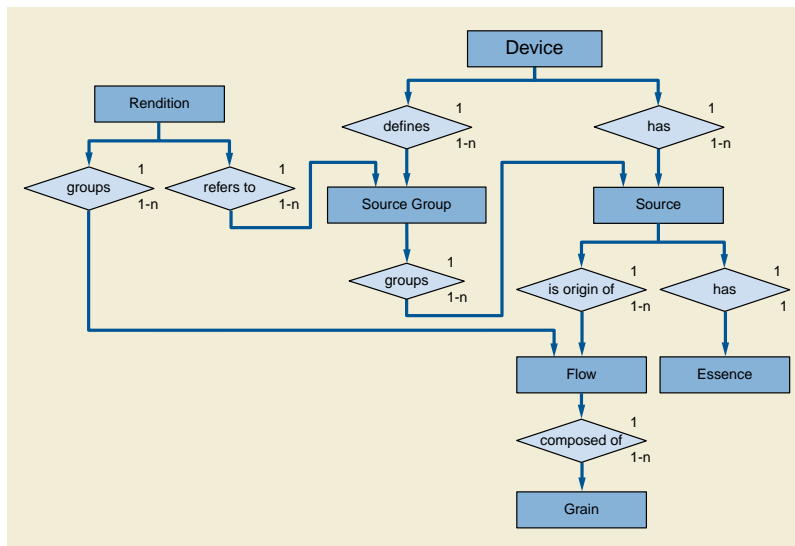 Device
Rendition
1
defines
1-n
1
has
1-n
1
groups
1-n
1
refers to
1-n
Source Group
Source
1
groups
1-n
1
is origin of
1-n
1
has
1
Flow
Essence
1
composed of
1-n
Grain